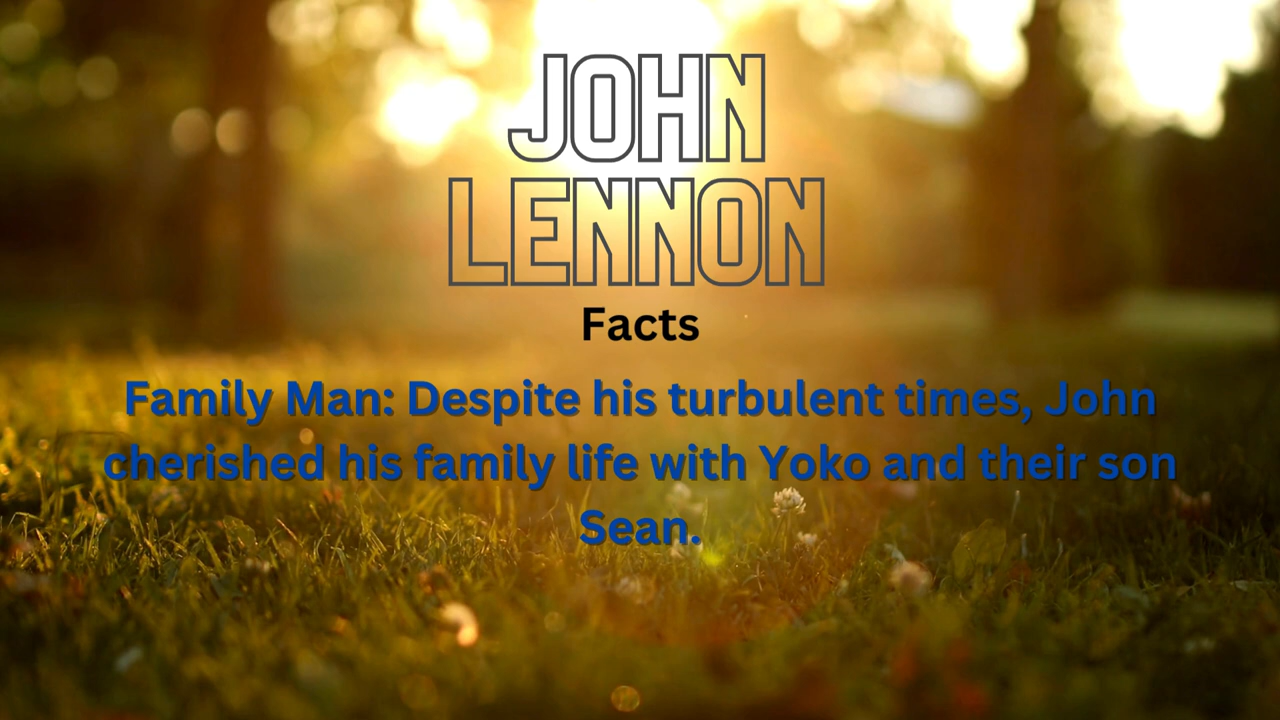 JOHN
LENNON
Facts
Family Man: Despite his turbulent times, John
cherished his family life with Yoko and their son
Sean.